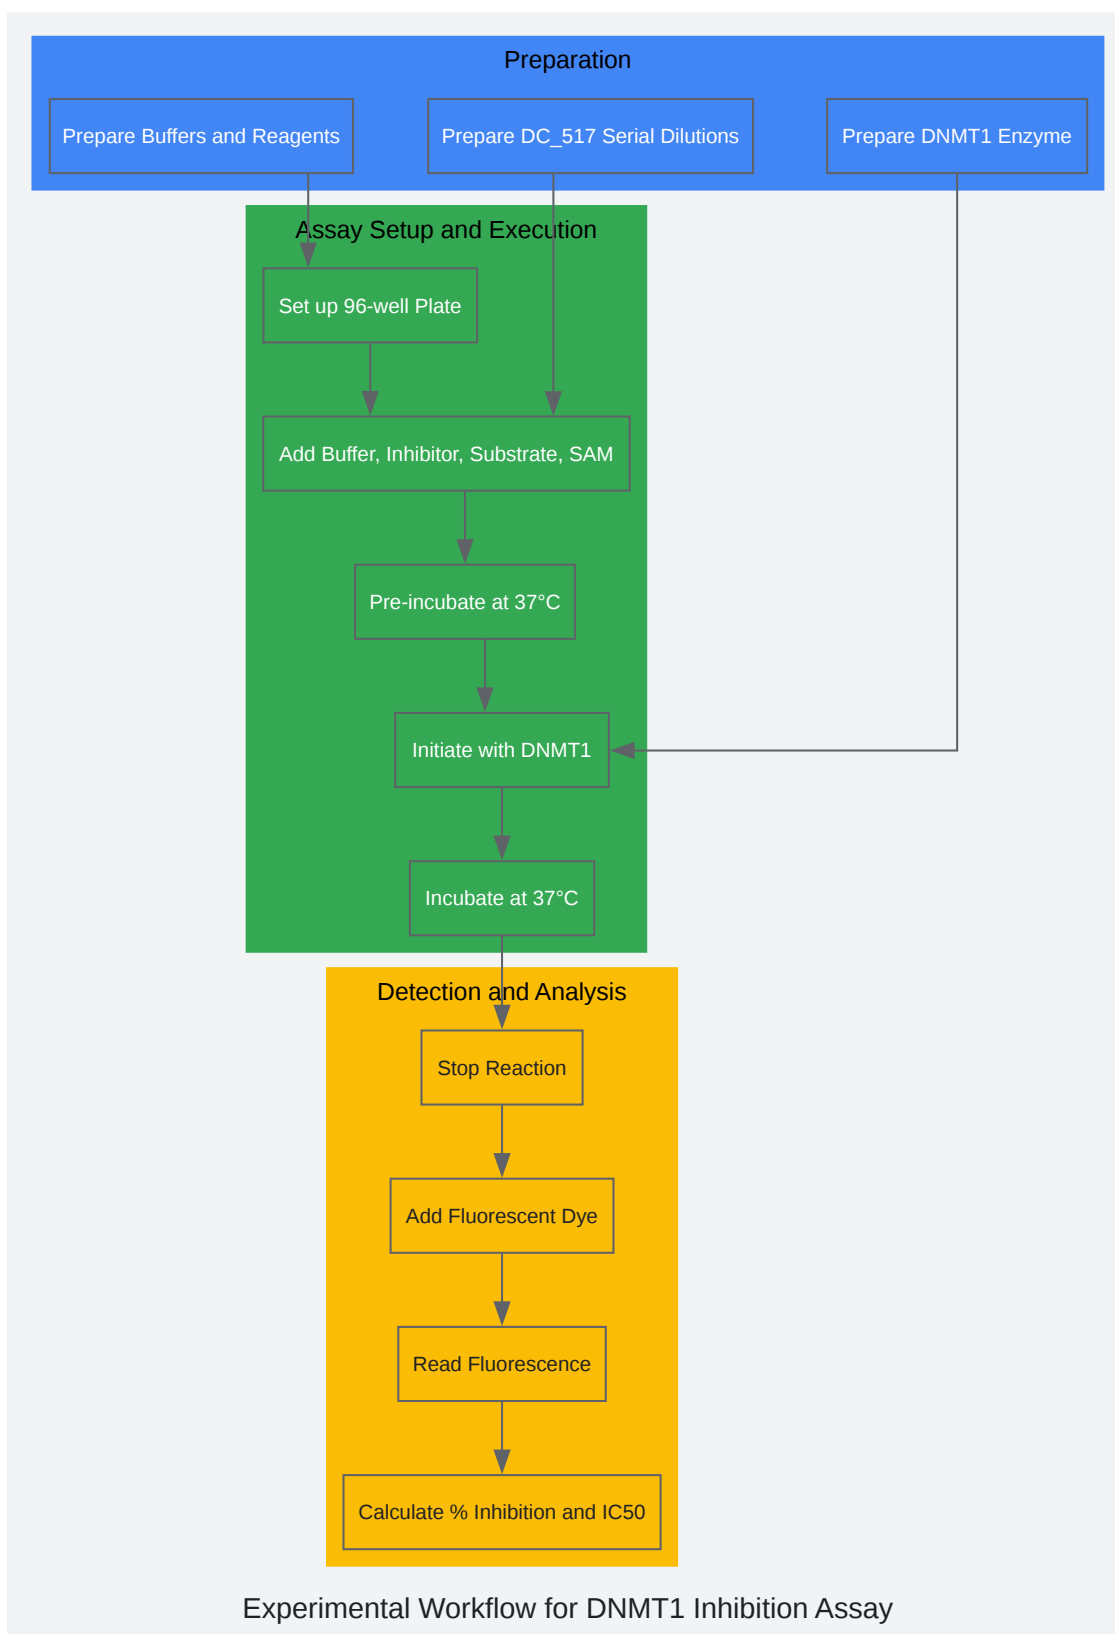 Preparation
Prepare Buffers and Reagents
Prepare DC_517 Serial Dilutions
Prepare DNMT1 Enzyme
Assay Setup and Execution
Set up 96-well Plate
Add Buffer, Inhibitor, Substrate, SAM
Pre-incubate at 37°C
Initiate with DNMT1
Incubate at 37°C
Detection and Analysis
Stop Reaction
Add Fluorescent Dye
Read Fluorescence
Calculate % Inhibition and IC50
Experimental Workflow for DNMT1 Inhibition Assay